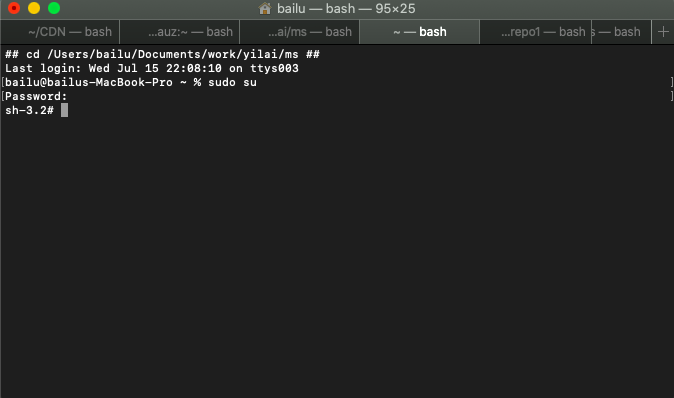 bailu — bash — 95×25
~/CDN — bash
...auz:~ — bash
...ai/ms — bash
~ — bash
...repo1 — bash
s — bash
+
## cd /Users/bailu/Documents/work/yilai/ms ##
Last login: Wed Jul 15 22:08:10 on ttys003
[bailu@bailus-MacBook-Pro ~ % sudo su ]
[Password: ]
sh-3.2#